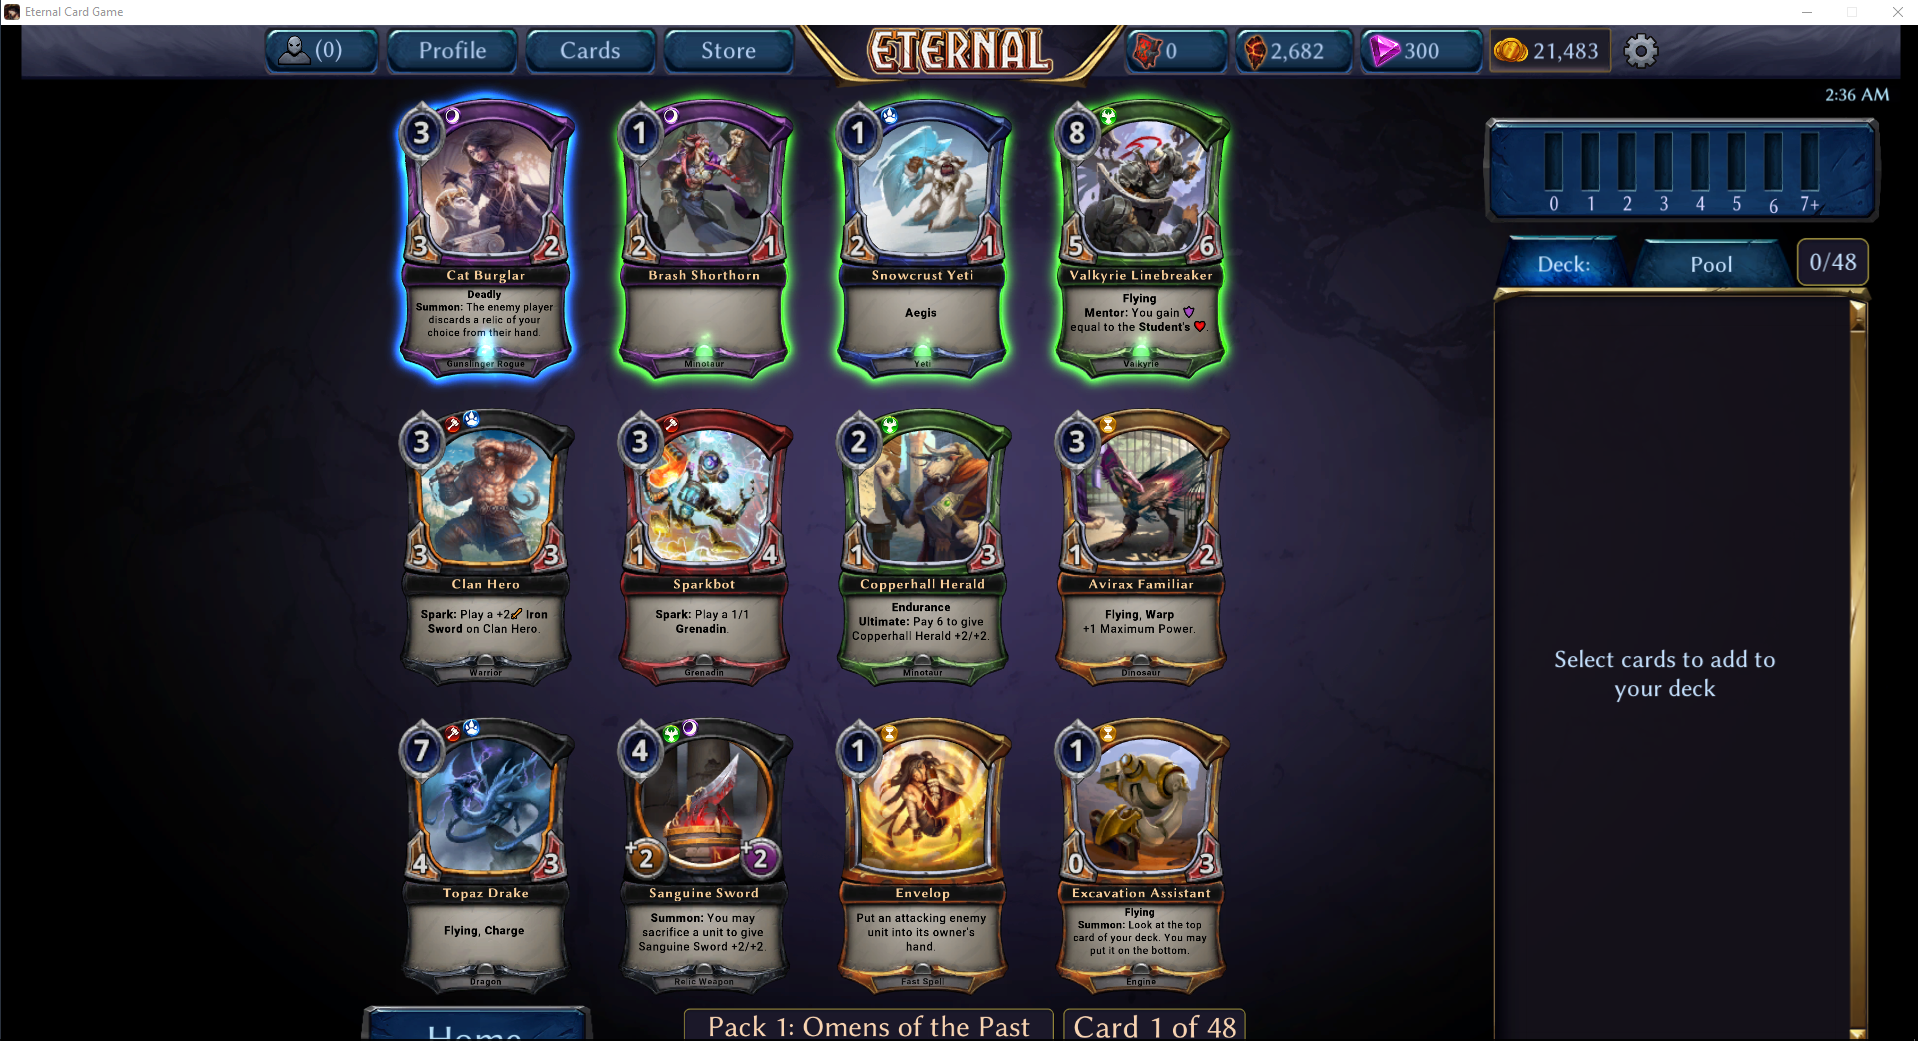 Eternal Card Game
(0)
Profile
Cards
Store
ETERNAL
0
2,682
300
21,483
2:36 AM
3
3
2
Cat Burglar
Deadly
Summon: The enemy player
discards a relic of your
choice from their hand.
Gunslinger Rogue
1
2
1
Brash Shorthorn
Minotaur
1
2
1
Snowcrust Yeti
Aegis
Yeti
8
5
6
Valkyrie Linebreaker
Flying
Mentor: You gain
equal to the Student's .
Valkyrie
3
3
3
Clan Hero
Spark: Play a +2 Iron
Sword on Clan Hero.
Warrior
3
1
4
Sparkbot
Spark: Play a 1/1
Grenadin.
Grenadin
2
1
3
Copperhall Herald
Endurance
Ultimate: Pay 6 to give
Copperhall Herald +2/+2.
Minotaur
3
1
2
Avirax Familiar
Flying, Warp
+1 Maximum Power.
Dinosaur
7
4
3
Topaz Drake
Flying, Charge
Dragon
4
+2
+2
Sanguine Sword
Summon: You may
sacrifice a unit to give
Sanguine Sword +2/+2.
Relic Weapon
1
Envelop
Put an attacking enemy
unit into its owner's
hand.
Fast Spell
1
0
3
Excavation Assistant
Flying
Summon: Look at the top
card of your deck. You may
put it on the bottom.
Engine
0 1 2 3 4 5 6 7+
Deck:
Pool
0/48
Select cards to add to
your deck
Home
Pack 1: Omens of the Past
Card 1 of 48